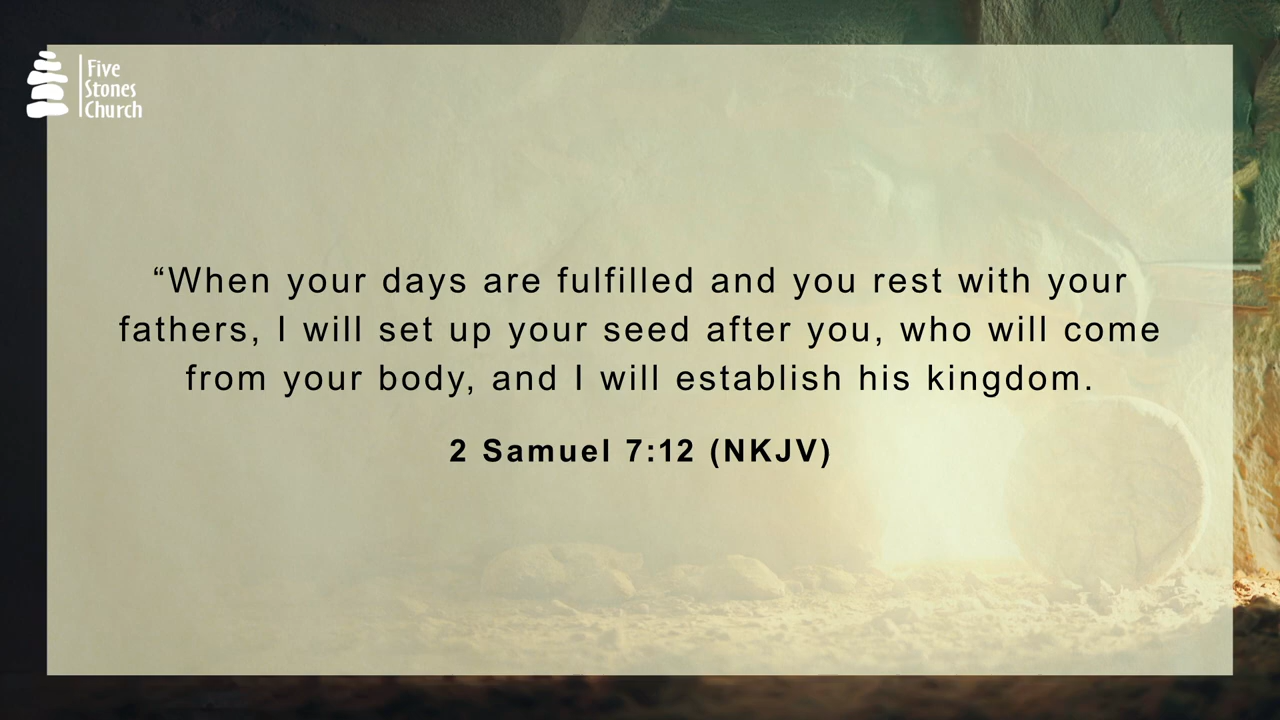 Five
Stones
Church
“When your days are fulfilled and you rest with your
fathers, I will set up your seed after you, who will come
from your body, and I will establish his kingdom.
2 Samuel 7:12 (NKJV)